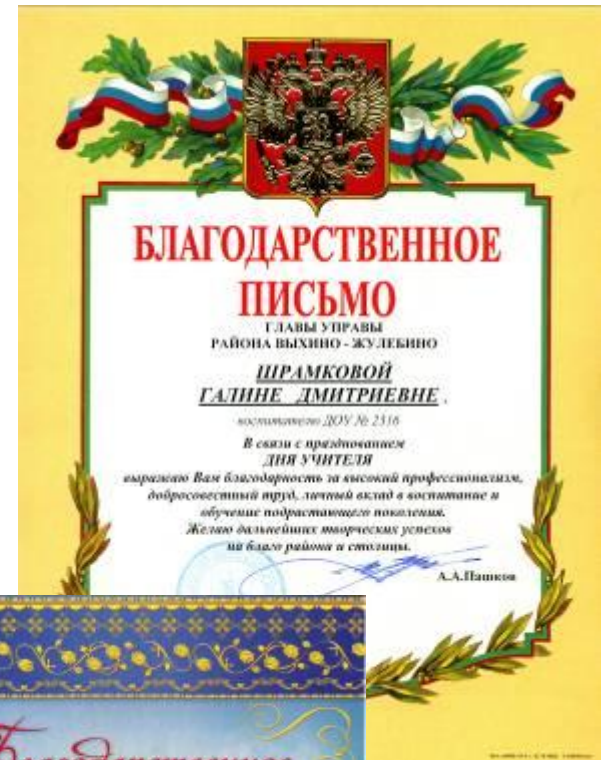 БЛАГОДАРСТВЕННОЕ
ПИСЬМО
ГЛАВЫ УПРАВЫ
РАЙОНА ВЫХИНО - ЖУЛЕБИНО
ШРАМКОВОЙ
ГАЛИНЕ ДМИТРИЕВНЕ ,
воспитателю ДОУ № 2316
В связи с празднованием
ДНЯ УЧИТЕЛЯ
выражаю Вам благодарность за высокий профессионализм,
добросовестный труд, личный вклад в воспитание и
обучение подрастающего поколения.
Желаю дальнейших творческих успехов
на благо района и столицы.
А.А.Пашков
Благодарственное